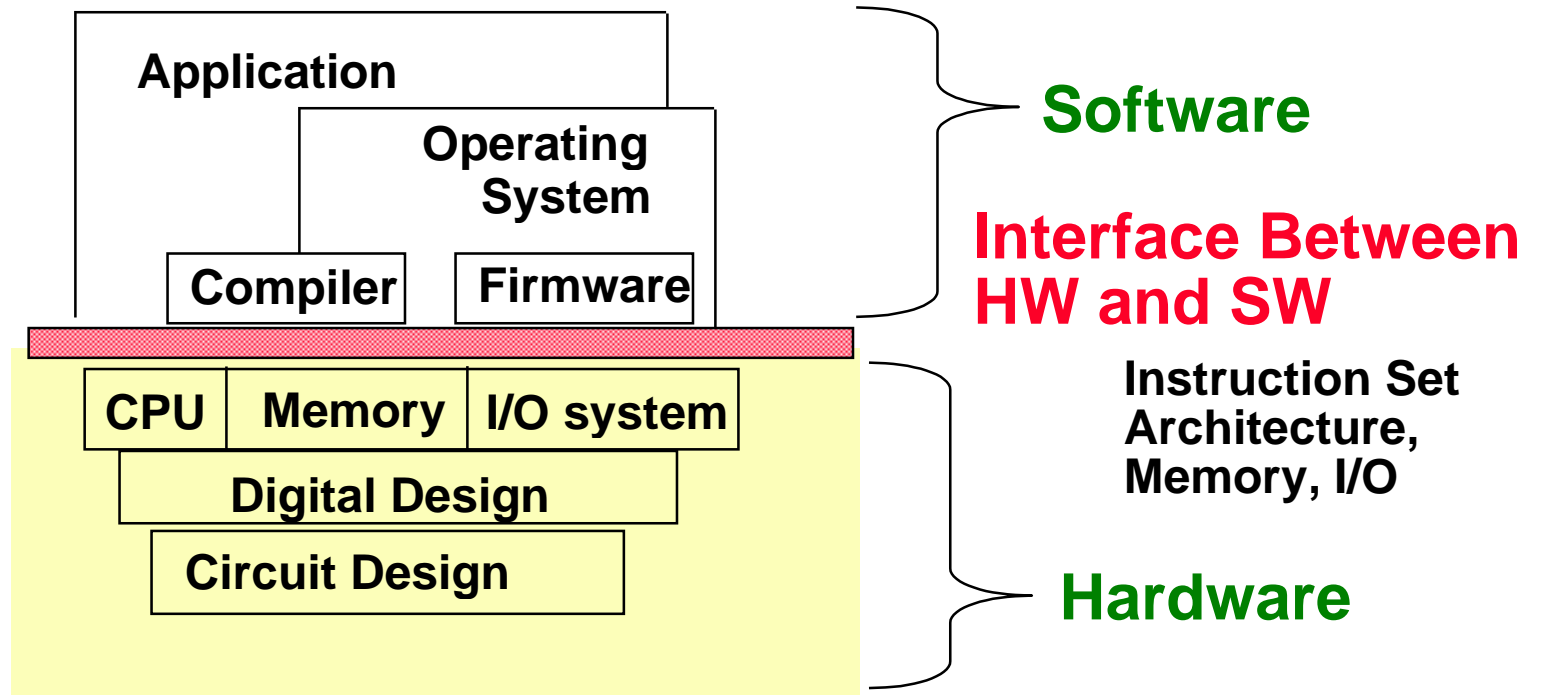 Application
Operating
System
Compiler
Firmware
CPU
Memory
I/O system
Digital Design
Circuit Design
Software
Interface Between
HW and SW
Instruction Set
Architecture,
Memory, I/O
Hardware